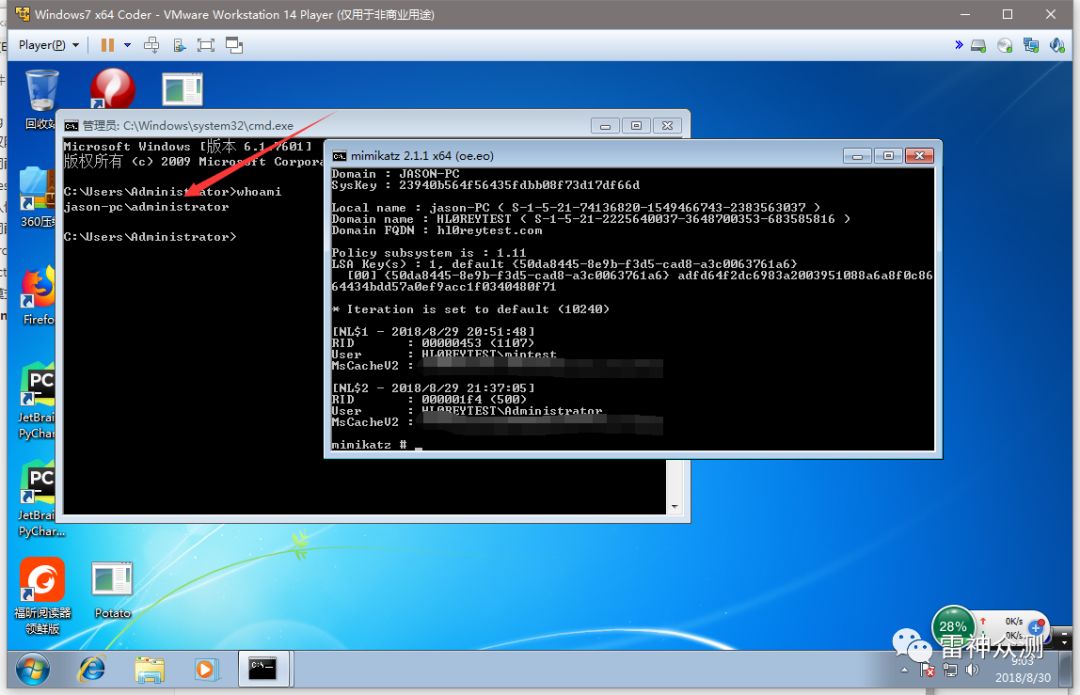 Windows7 x64 Coder - VMware Workstation 14 Player (仅用于非商业用途)
Player(P)
回收站
管理员: C:\Windows\system32\cmd.exe
Microsoft Windows [版本 6.1.7601]
版权所有 (c) 2009 Microsoft Corpora
C:\Users\Administrator>whoami
jason-pc\administrator
C:\Users\Administrator>
mimikatz 2.1.1 x64 (oe.eo)
Domain : JASON-PC
SysKey : 23940b564f56435fdbb08f73d17df66d
Local name : jason-PC ( S-1-5-21-74136820-1549466743-2383563037 )
Domain name : HL0REYTEST ( S-1-5-21-2225640037-3648700353-683585816 )
Domain FQDN : hl0reytest.com
Policy subsystem is : 1.11
LSA Key(s) : 1, default {50da8445-8e9b-f3d5-cad8-a3c0063761a6}
[00] {50da8445-8e9b-f3d5-cad8-a3c0063761a6} adfd64f2dc6983a2003951088a6a8f0c86
64434bdd57a0ef9acc1f0340480f71
* Iteration is set to default (10240)
[NL$1 - 2018/8/29 20:51:48]
RID : 00000453 (1107)
User : HL0REYTEST\mintest
MsCacheV2 :
[NL$2 - 2018/8/29 21:37:05]
RID : 000001f4 (500)
User : HL0REYTEST\Administrator
MsCacheV2 :
mimikatz #
360压缩
Firefo
JetBrai
PyChar...
JetBrai
PyChar...
福昕阅读器
领鲜版
Potato
28%
0K/s
0K/s
雷神众测
9:03
2018/8/30